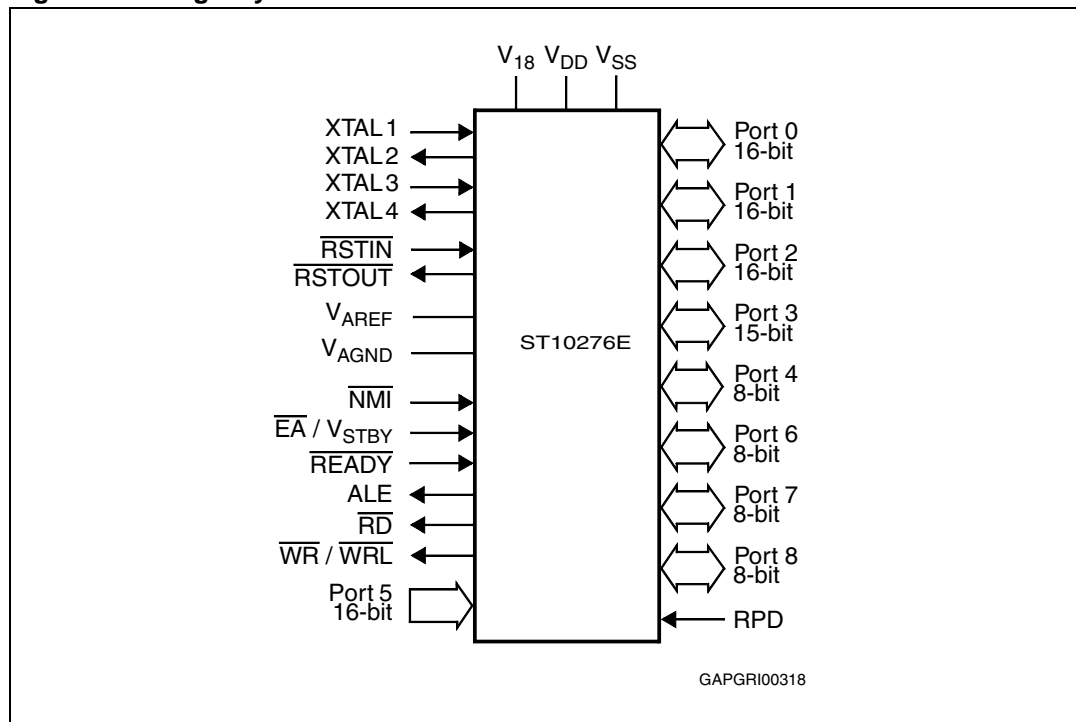 V18 VDD VSS
XTAL1
XTAL2
XTAL3
XTAL4
RSTIN
RSTOUT
VAREF
VAGND
NMI
EA / VSTBY
READY
ALE
RD
WR / WRL
Port 5
16-bit
ST10276E
Port 0
16-bit
Port 1
16-bit
Port 2
16-bit
Port 3
15-bit
Port 4
8-bit
Port 6
8-bit
Port 7
8-bit
Port 8
8-bit
RPD
GAPGRI00318